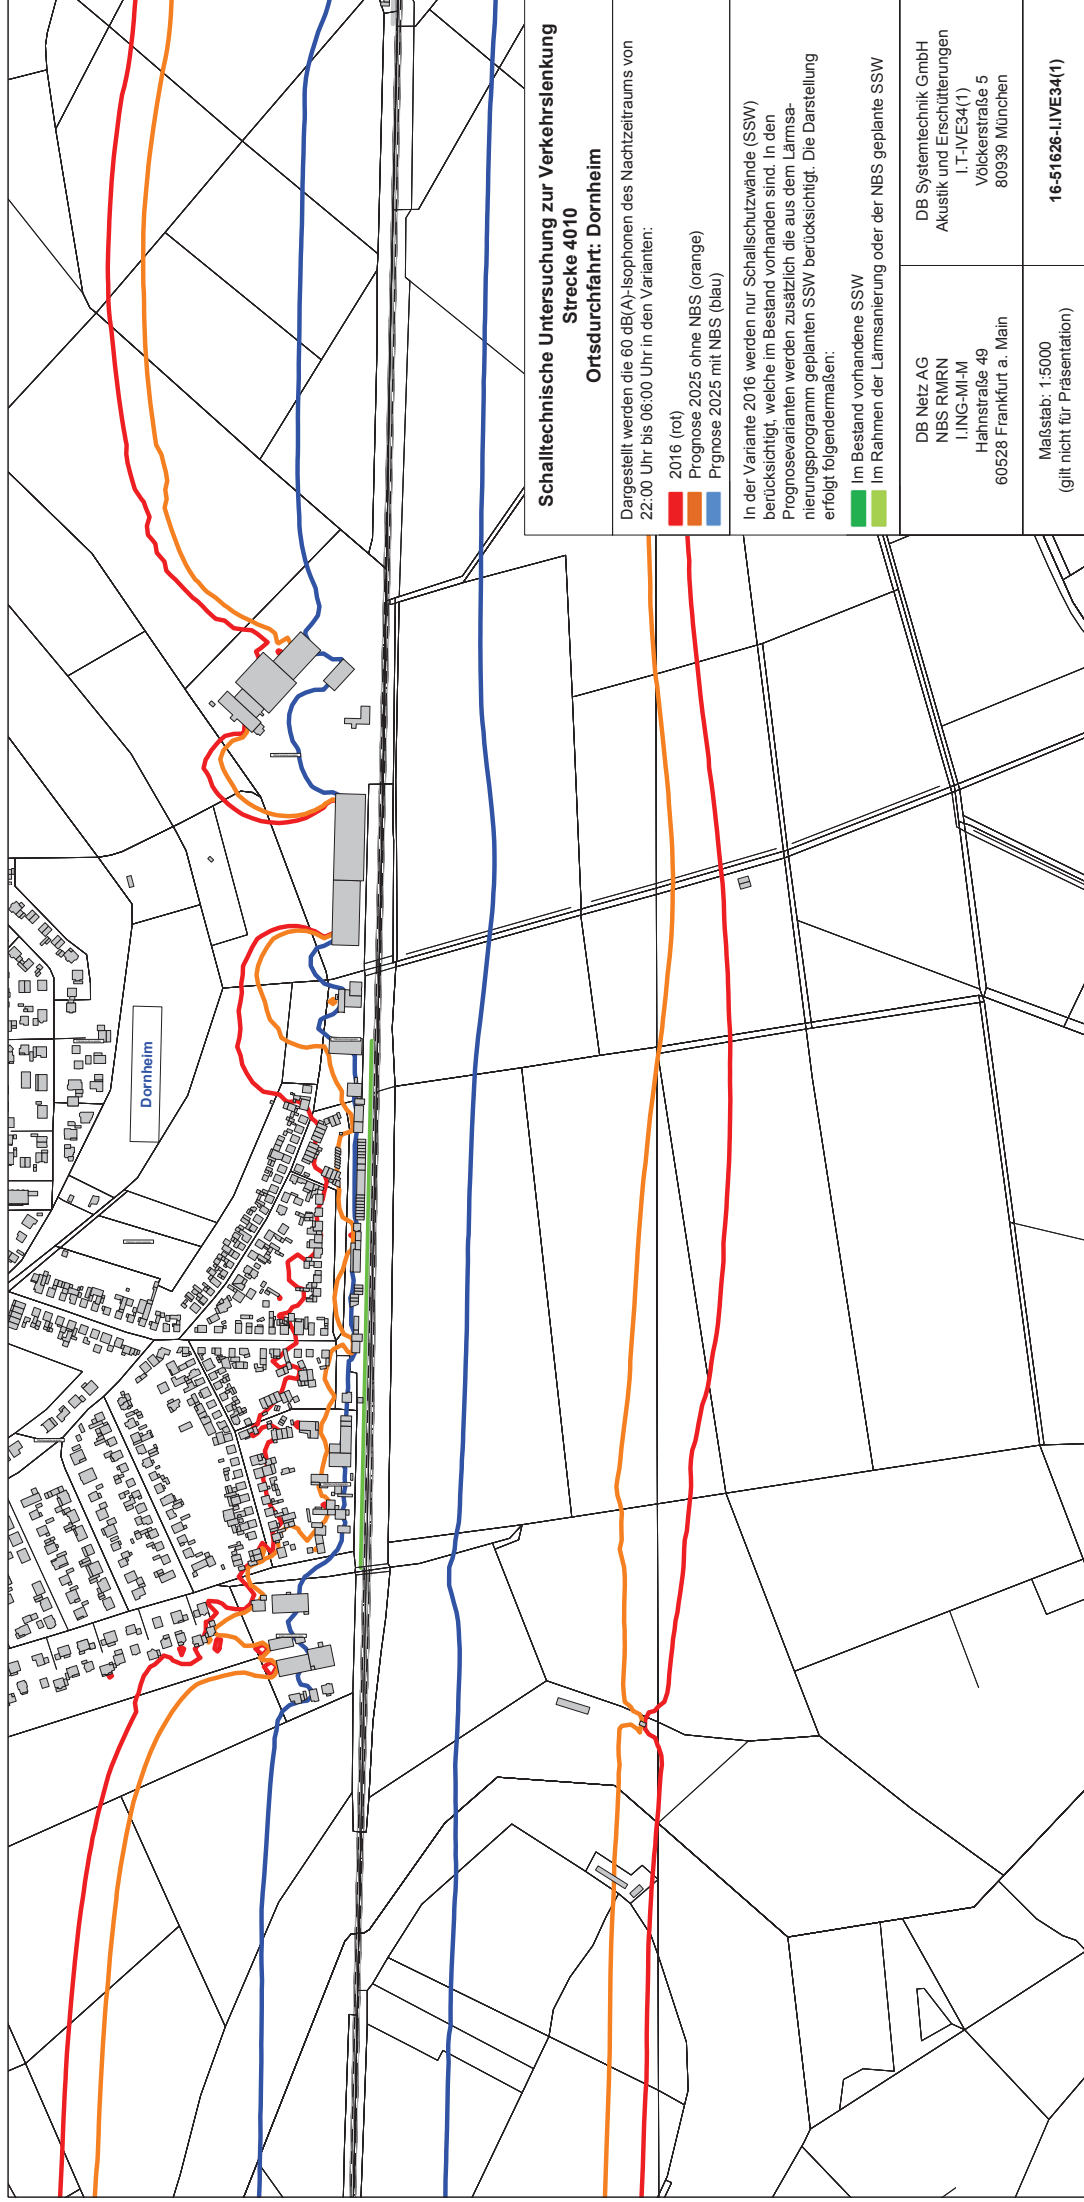 Dornheim
Schalltechnische Untersuchung zur Verkehrslenkung
Strecke 4010
Ortsdurchfahrt: Dornheim
Dargestellt werden die 60 dB(A)-Isophonen des Nachtzeitraums von
22:00 Uhr bis 06:00 Uhr in den Varianten:
2016 (rot)
Prognose 2025 ohne NBS (orange)
Prgnose 2025 mit NBS (blau)
In der Variante 2016 werden nur Schallschutzwände (SSW)
berücksichtigt, welche im Bestand vorhanden sind. In den
Prognosevarianten werden zusätzlich die aus dem Lärmsa-
nierungsprogramm geplanten SSW berücksichtigt. Die Darstellung
erfolgt folgendermaßen:
Im Bestand vorhandene SSW
Im Rahmen der Lärmsanierung oder der NBS geplante SSW
DB Netz AG
NBS RMRN
I.ING-MI-M
Hahnstraße 49
60528 Frankfurt a. Main
DB Systemtechnik GmbH
Akustik und Erschütterungen
I.T-IVE34(1)
Völckerstraße 5
80939 München
Maßstab: 1:5000
(gilt nicht für Präsentation)
16-51626-I.IVE34(1)